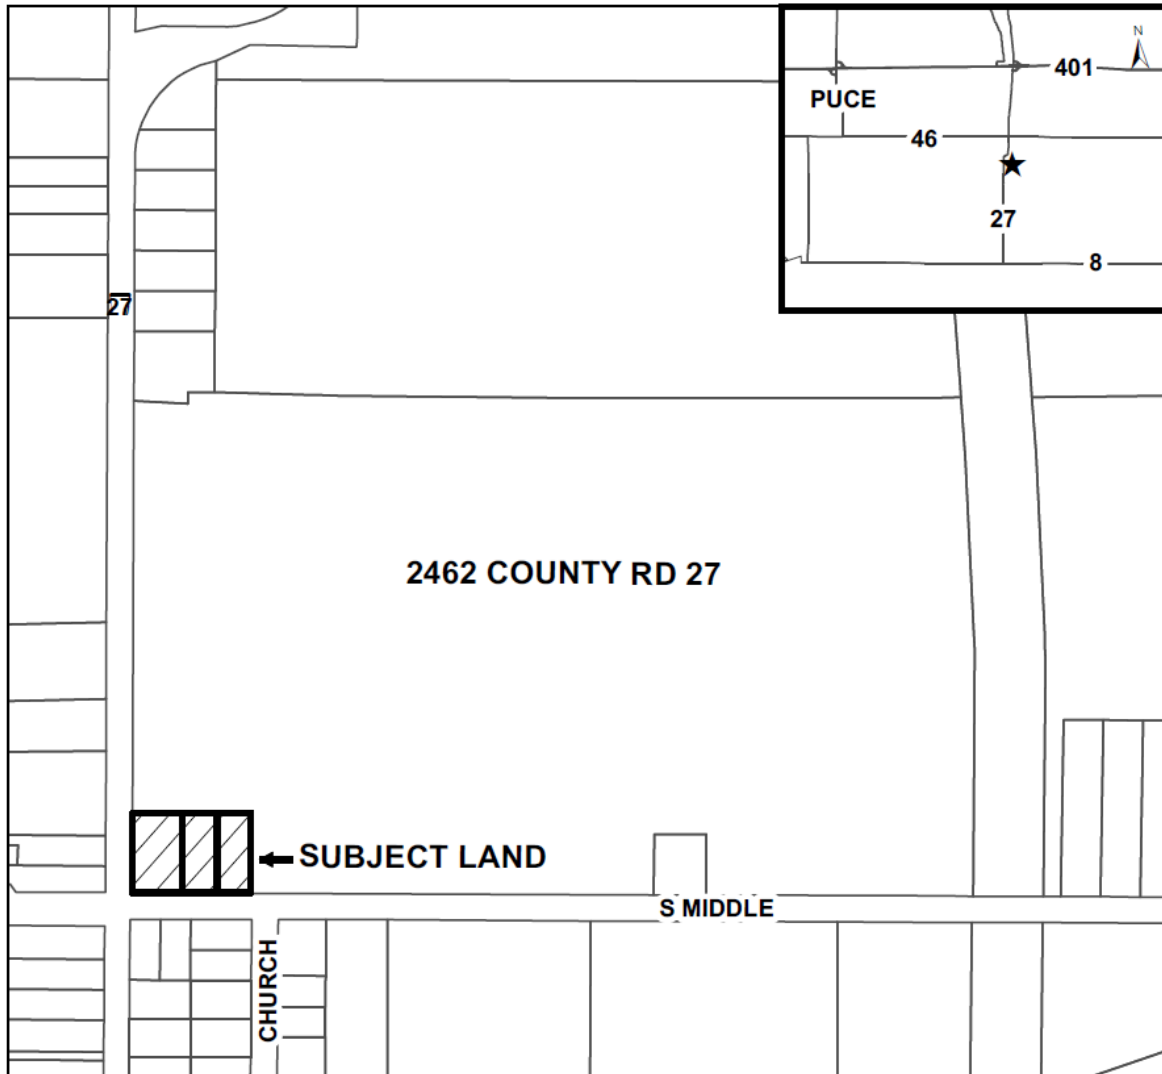 N
401
PUCE
46
27
8
27
2462 COUNTY RD 27
SUBJECT LAND
S MIDDLE
CHURCH